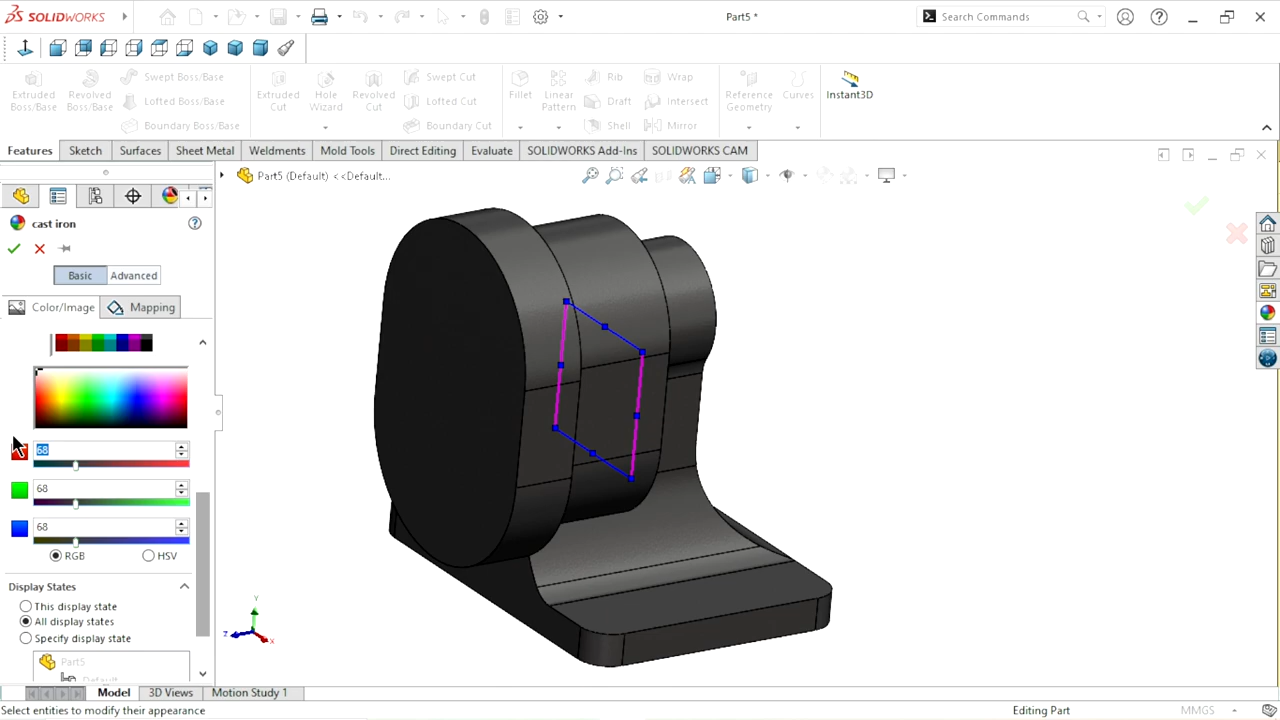 SOLIDWORKS
Part5 *
Search Commands
Extruded Boss/Base
Revolved Boss/Base
Swept Boss/Base
Lofted Boss/Base
Boundary Boss/Base
Extruded Cut
Hole Wizard
Revolved Cut
Swept Cut
Lofted Cut
Boundary Cut
Fillet
Linear Pattern
Rib
Draft
Shell
Wrap
Intersect
Mirror
Reference Geometry
Curves
Instant3D
Features
Sketch
Surfaces
Sheet Metal
Weldments
Mold Tools
Direct Editing
Evaluate
SOLIDWORKS Add-Ins
SOLIDWORKS CAM
Part5 (Default) <<Default...
cast iron
Basic
Advanced
Color/Image
Mapping
68
68
68
RGB
HSV
Display States
This display state
All display states
Specify display state
Part5
Default
Y
Z
X
Model
3D Views
Motion Study 1
Select entities to modify their appearance
Editing Part
MMGS